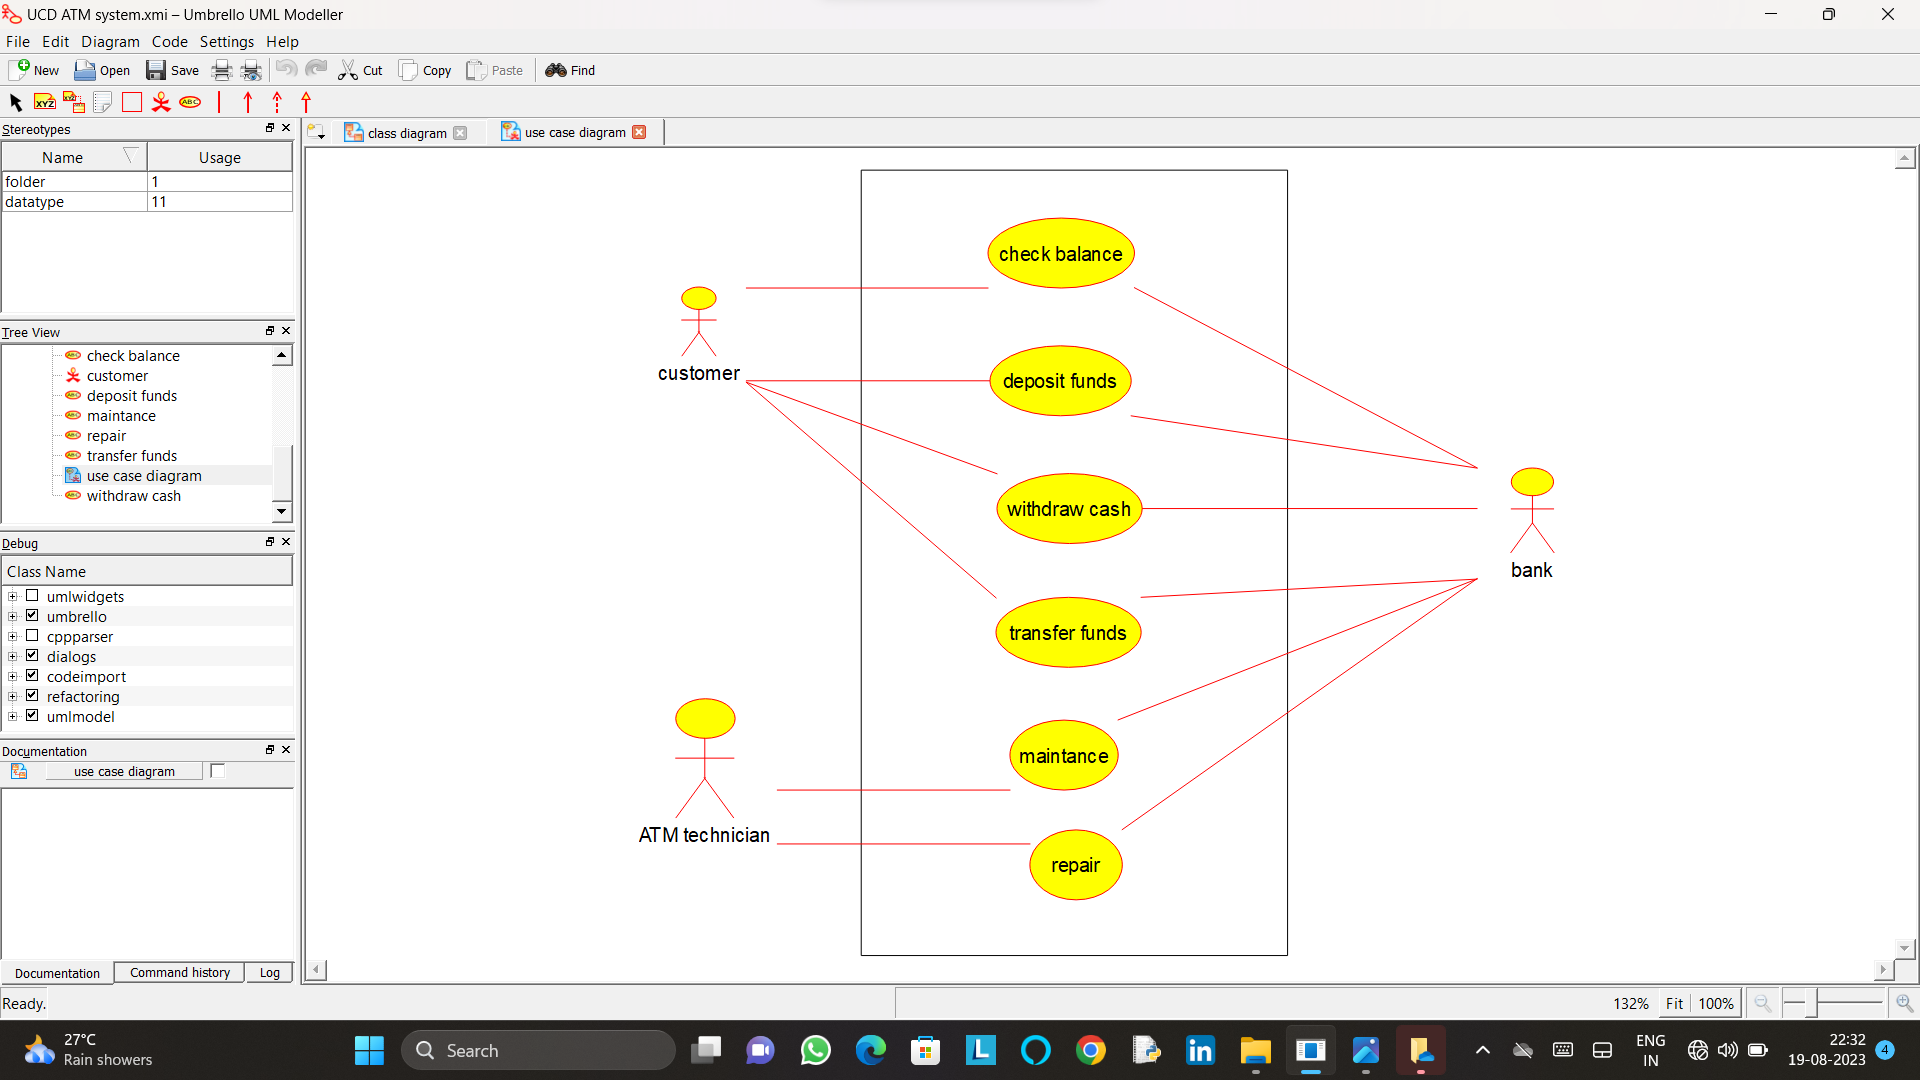 UCD ATM system.xmi – Umbrello UML Modeller
File Edit Diagram Code Settings Help
New Open Save Cut Copy Paste Find
XYZ XYZ ABC
Stereotypes
class diagram use case diagram
Name Usage
folder 1
datatype 11
Tree View
check balance
customer
deposit funds
maintance
repair
transfer funds
use case diagram
withdraw cash
Debug
Class Name
umlwidgets
umbrello
cppparser
dialogs
codeimport
refactoring
umlmodel
Documentation
use case diagram
Documentation Command history Log
check balance
customer
deposit funds
withdraw cash
bank
transfer funds
maintance
ATM technician
repair
Ready.
132% Fit 100%
27°C
Rain showers
Search
L
in
ENG
IN
22:32
19-08-2023
4